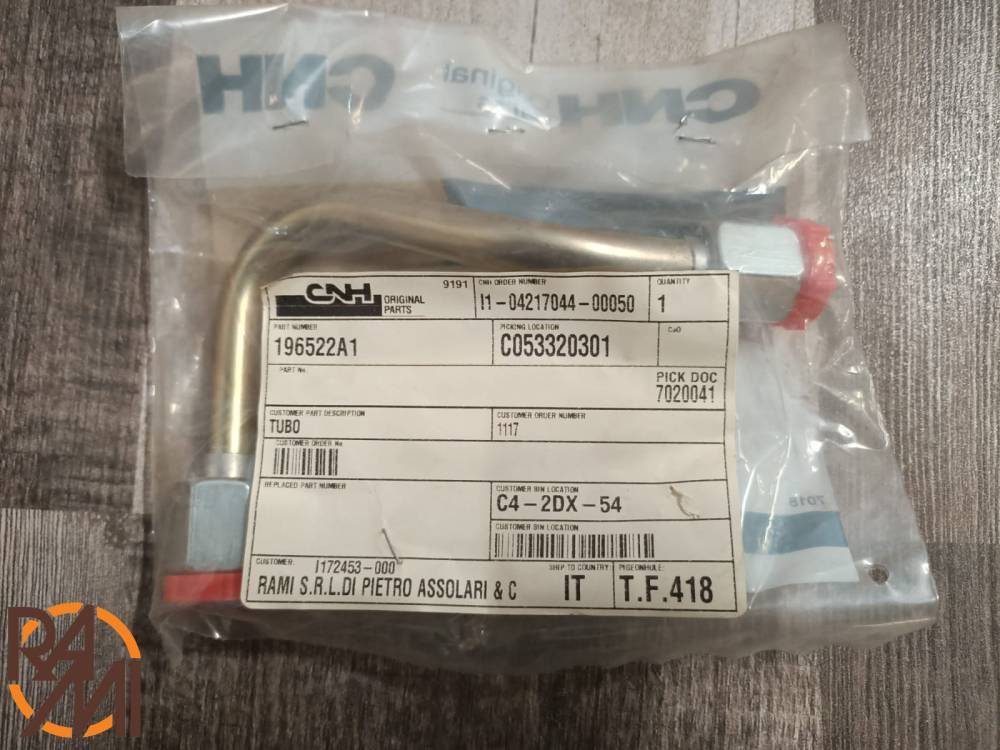 CNH
original
CNH
CNH
ORIGINAL
PARTS
9191
CNH ORDER NUMBER
I1-04217044-00050
QUANTITY
1
PART NUMBER
196522A1
PICKING LOCATION
C053320301
CoO
PART No.
PICK DOC
7020041
CUSTOMER PART DESCRIPTION
TUBO
CUSTOMER ORDER NUMBER
1117
CUSTOMER ORDER No
REPLACED PART NUMBER
CUSTOMER BIN LOCATION
C4-2DX-54
CUSTOMER BIN LOCATION
CUSTOMER:
I172453-000
RAMI S.R.L.DI PIETRO ASSOLARI & C
SHIP TO COUNTRY:
IT
PIGEONHOLE:
T.F.418
7018
RAMI